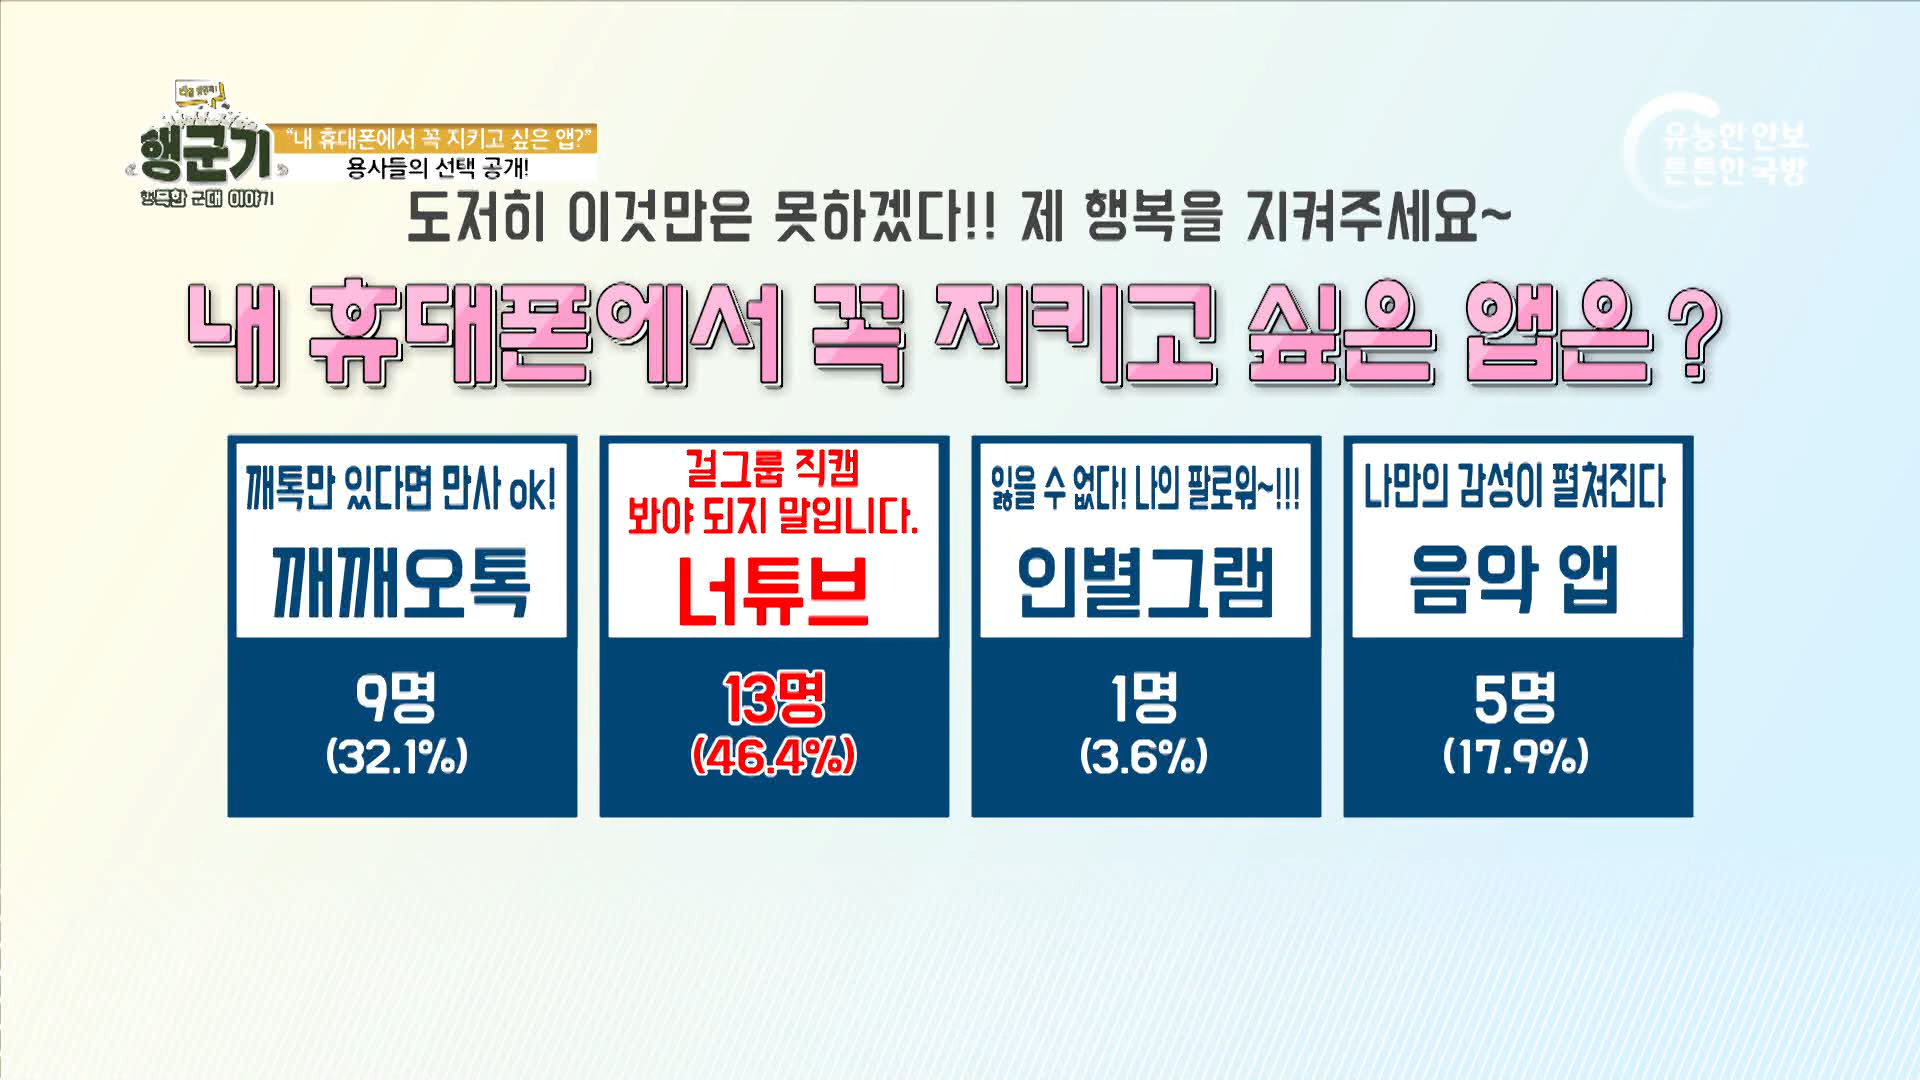 행군기
행복한 군대 이야기
“내 휴대폰에서 꼭 지키고 싶은 앱?”
용사들의 선택 공개!
유능한 안보
튼튼한 국방
도저히 이것만은 못하겠다!! 제 행복을 지켜주세요~
내 휴대폰에서 꼭 지키고 싶은 앱은?
깨톡만 있다면 만사 ok!
깨깨오톡
9명
(32.1%)
걸그룹 직캠
봐야 되지 말입니다.
너튜브
13명
(46.4%)
잃을 수 없다! 나의 팔로워~!!!
인별그램
1명
(3.6%)
나만의 감성이 펼쳐진다
음악 앱
5명
(17.9%)